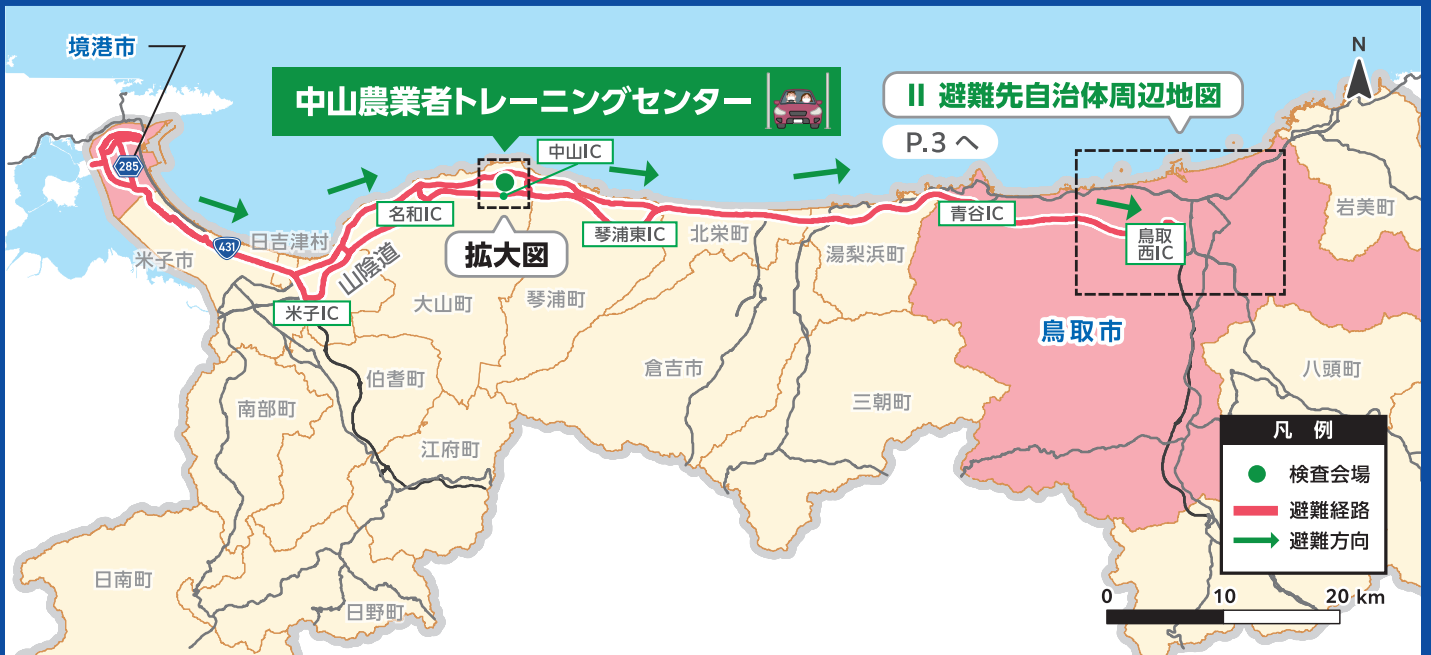 境港市
中山農業者トレーニングセンター
II 避難先自治体周辺地図
P.3 へ
N
中山IC
285
名和IC
青谷IC
岩美町
431
日吉津村
琴浦東IC
北栄町
鳥取
西IC
米子市
山陰道
拡大図
湯梨浜町
大山町
琴浦町
米子IC
鳥取市
倉吉市
八頭町
伯耆町
南部町
三朝町
江府町
凡 例
検査会場
避難経路
避難方向
日南町
日野町
0 10 20 km